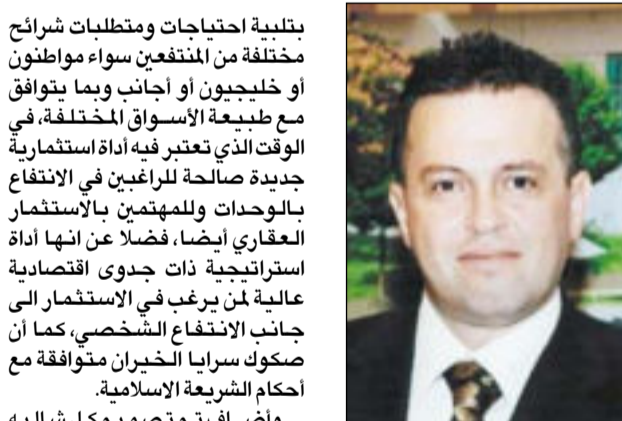 بتلبية احتياجات ومتطلبات شرائح
مختلفة من المنتفعين سواء مواطنون
أو خليجيون أو أجانب وبما يتوافق
مع طبيعة الأسواق المختلفة، في
الوقت الذي تعتبر فيه أداة استثمارية
جديدة صالحة للراغبين في الانتفاع
بالوحدات وللمهتمين بالاستثمار
العقاري أيضا، فضلا عن انها أداة
استراتيجية ذات جدوى اقتصادية
عالية لمن يرغب في الاستثمار الى
جانب الانتفاع الشخصي، كما أن
صكوك سرايا الخيران متوافقة مع
أحكام الشريعة الاسلامية.